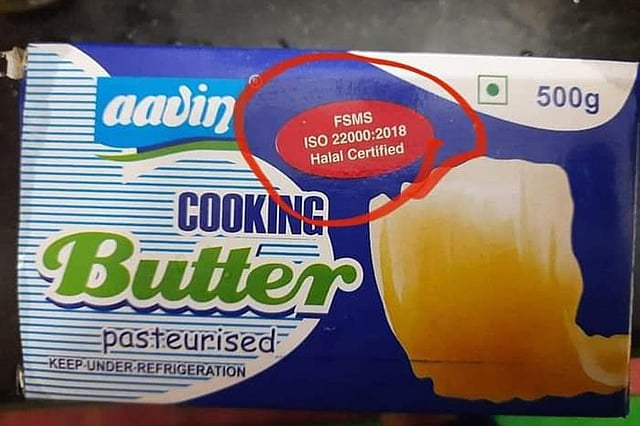 aavin
FSMS
ISO 22000:2018
Halal Certified
500g
COOKING
Butter
pasteurised
KEEP-UNDER-REFRIGERATION